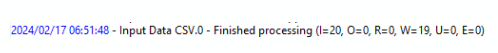 2024/02/17 06:51:48 - Input Data CSV.0 - Finished processing (I=20, O=0, R=0, W=19, U=0, E=0)